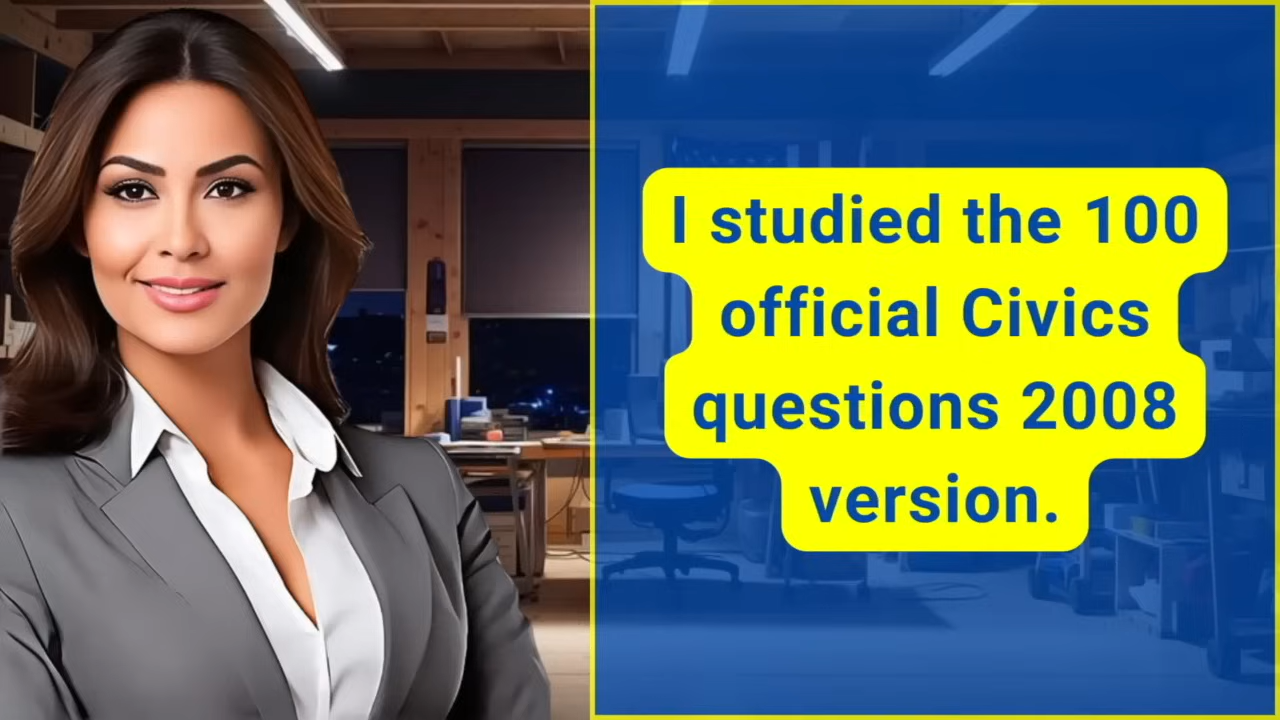 I studied the 100
official Civics
questions 2008
version.